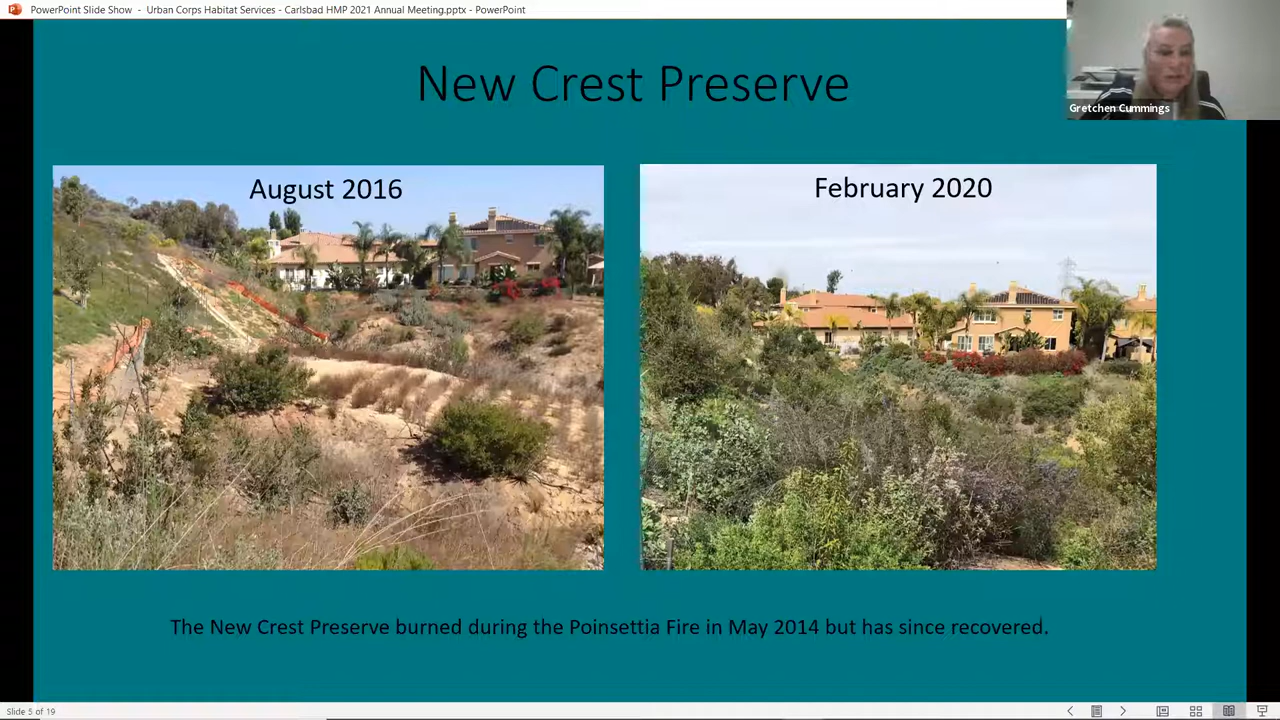 PowerPoint Slide Show - Urban Corps Habitat Services - Carlsbad HMP 2021 Annual Meeting.pptx - PowerPoint
New Crest Preserve
Gretchen Cummings
August 2016
February 2020
The New Crest Preserve burned during the Poinsettia Fire in May 2014 but has since recovered.
Slide 5 of 19